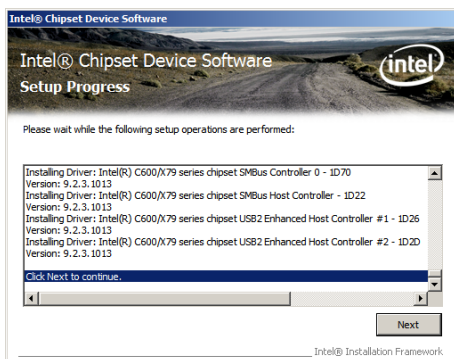 Intel® Chipset Device Software
Intel® Chipset Device Software
intel
Setup Progress
Please wait while the following setup operations are performed:
Installing Driver: Intel(R) C600/X79 series chipset SMBus Controller 0 - 1D70
Version: 9.2.3.1013
Installing Driver: Intel(R) C600/X79 series chipset SMBus Host Controller - 1D22
Version: 9.2.3.1013
Installing Driver: Intel(R) C600/X79 series chipset USB2 Enhanced Host Controller #1 - 1D26
Version: 9.2.3.1013
Installing Driver: Intel(R) C600/X79 series chipset USB2 Enhanced Host Controller #2 - 1D2D
Version: 9.2.3.1013
Click Next to continue.
Next
Intel® Installation Framework